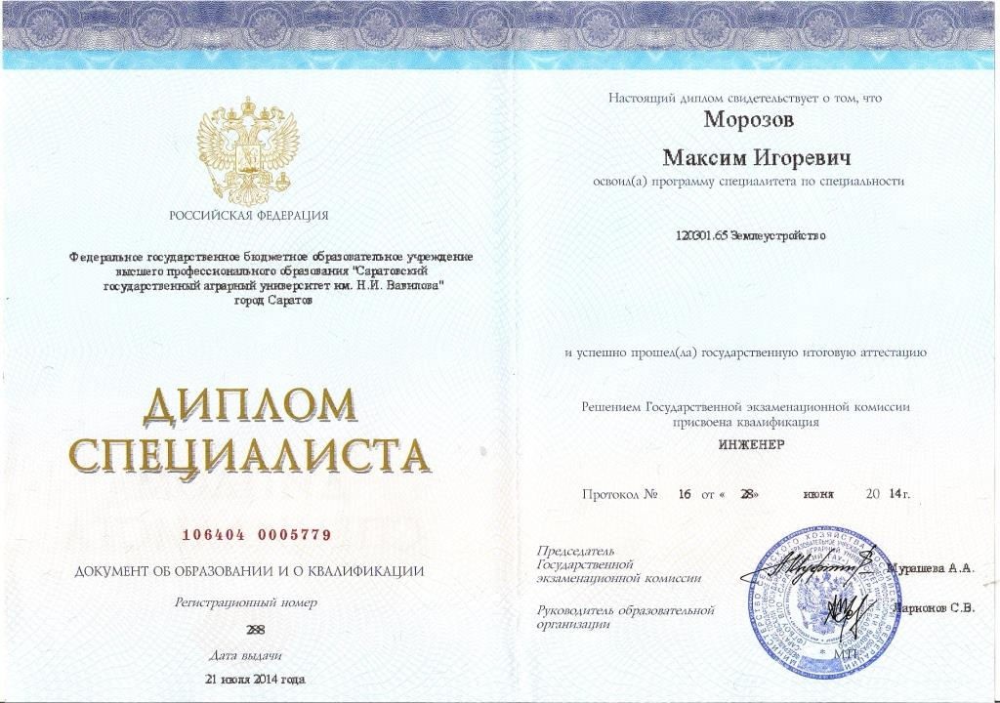 РОССИЙСКАЯ ФЕДЕРАЦИЯ
Федеральное государственное бюджетное образовательное учреждение
высшего профессионального образования "Саратовский
государственный аграрный университет им. Н.И. Вавилова"
город Саратов
ДИПЛОМ
СПЕЦИАЛИСТА
106404 0005779
ДОКУМЕНТ ОБ ОБРАЗОВАНИИ И О КВАЛИФИКАЦИИ
Регистрационный номер
288
Дата выдачи
21 июля 2014 года
Настоящий диплом свидетельствует о том, что
Морозов
Максим Игоревич
освоил(а) программу специалитета по специальности
120301.65 Землеустройство
и успешно прошел(ла) государственную итоговую аттестацию
Решением Государственной экзаменационной комиссии
присвоена квалификация
ИНЖЕНЕР
Протокол № 16 от « 28» июня 20 14 г.
Председатель
Государственной
экзаменационной комиссии
Мурашева А.А.
Руководитель образовательной
организации
Ларионов С.В.
М.П.